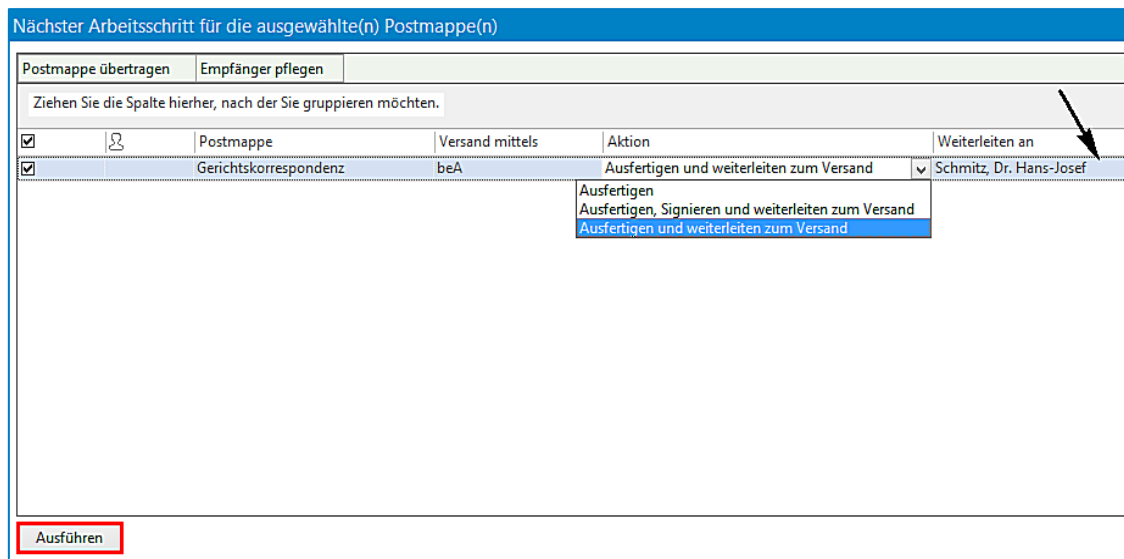 Nächster Arbeitsschritt für die ausgewählte(n) Postmappe(n)
Postmappe übertragen Empfänger pflegen
Ziehen Sie die Spalte hierher, nach der Sie gruppieren möchten.
Postmappe Versand mittels Aktion Weiterleiten an
Gerichtskorrespondenz beA Ausfertigen und weiterleiten zum Versand Schmitz, Dr. Hans-Josef
Ausfertigen
Ausfertigen, Signieren und weiterleiten zum Versand
Ausfertigen und weiterleiten zum Versand
Ausführen